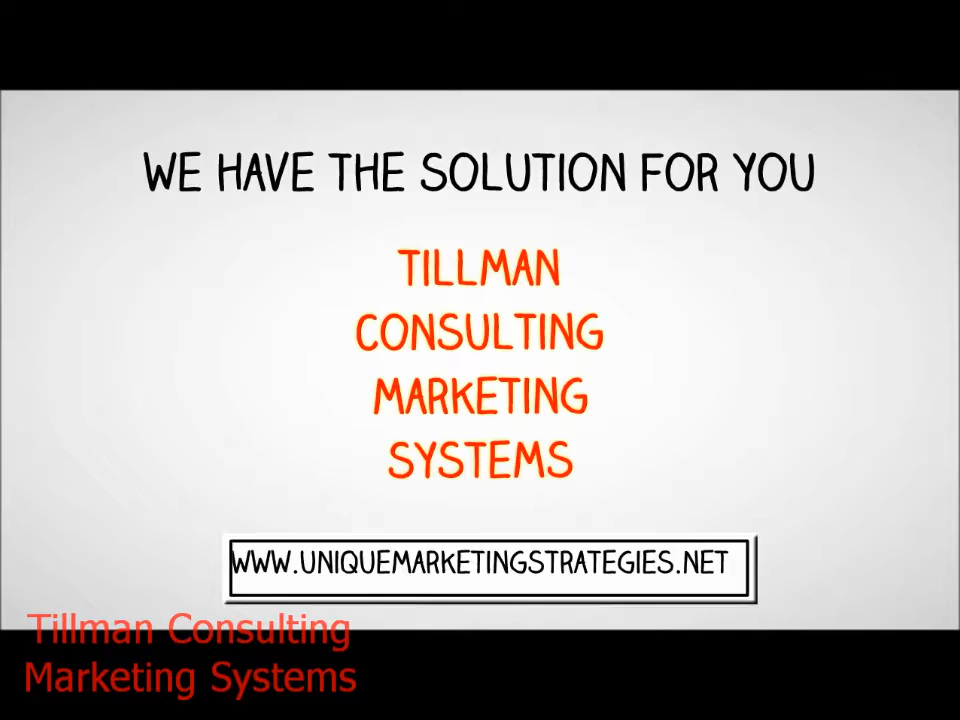 WE HAVE THE SOLUTION FOR YOU
TILLMAN
CONSULTING
MARKETING
SYSTEMS
WWW.UNIQUEMARKETINGSTRATEGIES.NET
Tillman Consulting
Marketing Systems